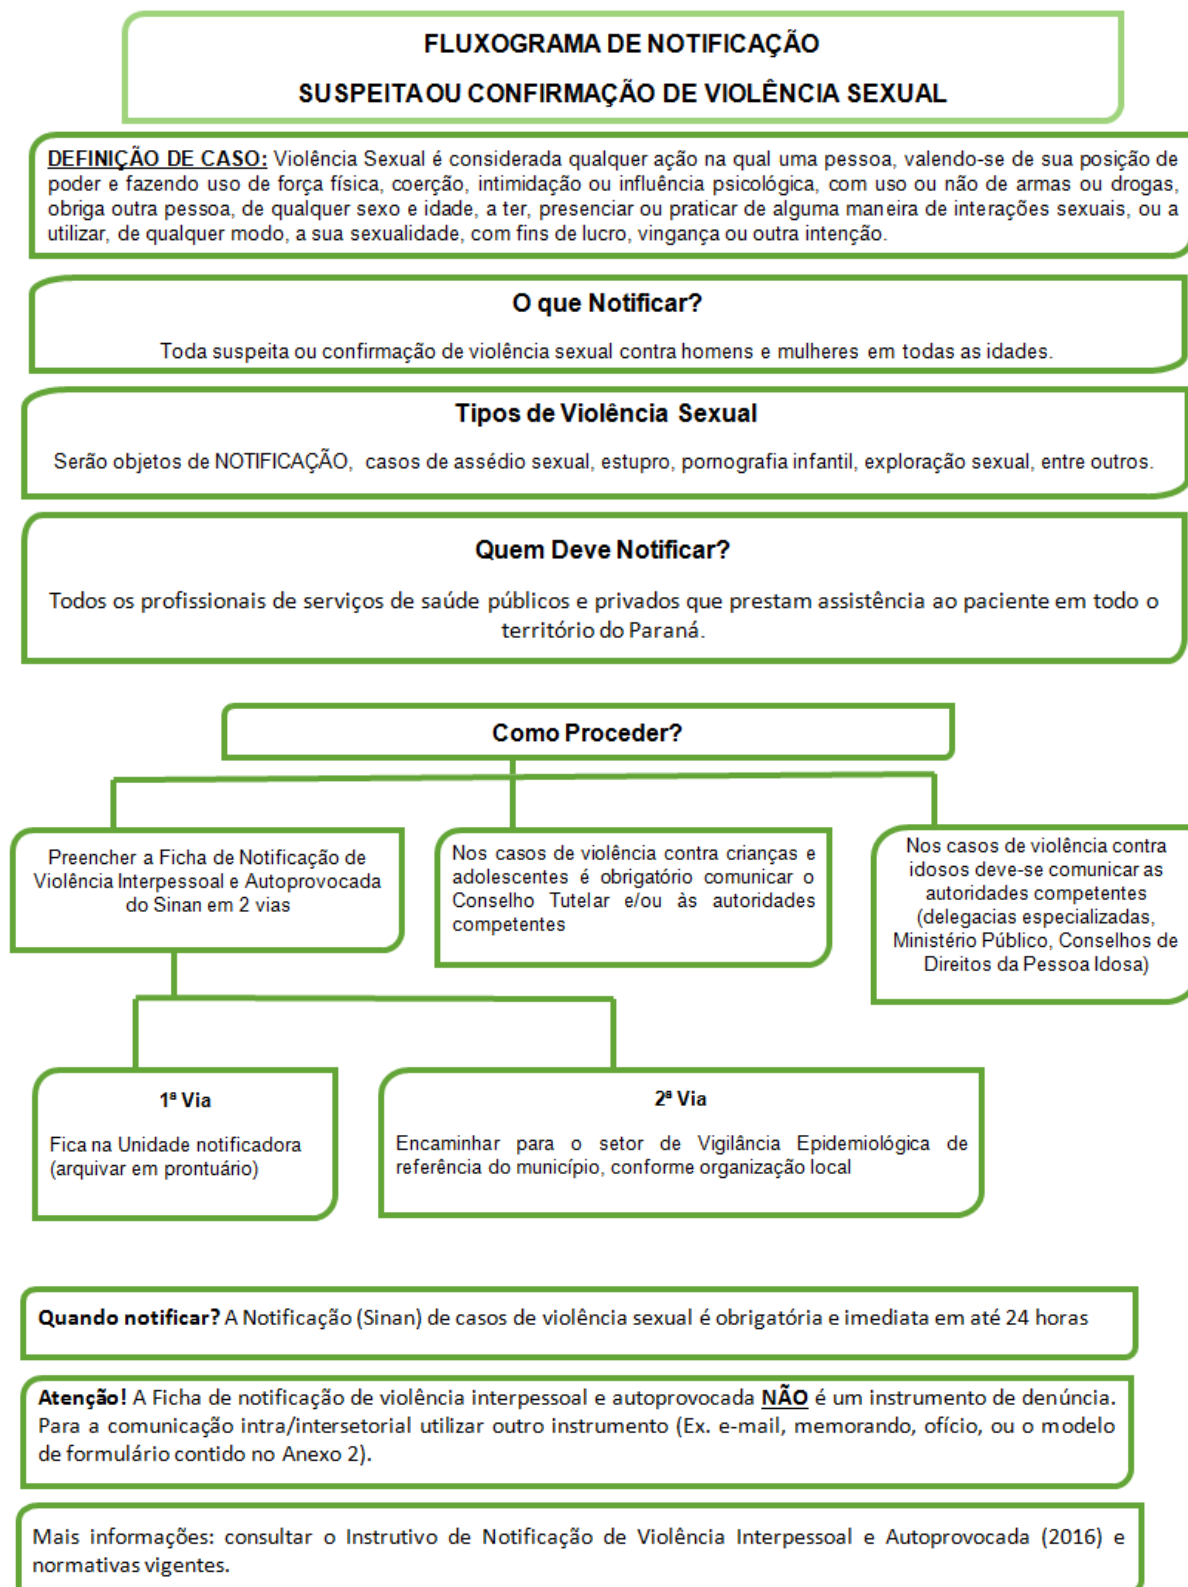 FLUXOGRAMA DE NOTIFICAÇÃO
SUSPEITA OU CONFIRMAÇÃO DE VIOLÊNCIA SEXUAL
DEFINIÇÃO DE CASO: Violência Sexual é considerada qualquer ação na qual uma pessoa, valendo-se de sua posição de
poder e fazendo uso de força física, coerção, intimidação ou influência psicológica, com uso ou não de armas ou drogas,
obriga outra pessoa, de qualquer sexo e idade, a ter, presenciar ou praticar de alguma maneira de interações sexuais, ou a
utilizar, de qualquer modo, a sua sexualidade, com fins de lucro, vingança ou outra intenção.
O que Notificar?
Toda suspeita ou confirmação de violência sexual contra homens e mulheres em todas as idades.
Tipos de Violência Sexual
Serão objetos de NOTIFICAÇÃO, casos de assédio sexual, estupro, pornografia infantil, exploração sexual, entre outros.
Quem Deve Notificar?
Todos os profissionais de serviços de saúde públicos e privados que prestam assistência ao paciente em todo o
território do Paraná.
Como Proceder?
Preencher a Ficha de Notificação de
Violência Interpessoal e Autoprovocada
do Sinan em 2 vias
Nos casos de violência contra crianças e
adolescentes é obrigatório comunicar o
Conselho Tutelar e/ou às autoridades
competentes
Nos casos de violência contra
idosos deve-se comunicar as
autoridades competentes
(delegacias especializadas,
Ministério Público, Conselhos de
Direitos da Pessoa Idosa)
1ª Via
Fica na Unidade notificadora
(arquivar em prontuário)
2ª Via
Encaminhar para o setor de Vigilância Epidemiológica de
referência do município, conforme organização local
Quando notificar? A Notificação (Sinan) de casos de violência sexual é obrigatória e imediata em até 24 horas
Atenção! A Ficha de notificação de violência interpessoal e autoprovocada NÃO é um instrumento de denúncia.
Para a comunicação intra/intersetorial utilizar outro instrumento (Ex. e-mail, memorando, ofício, ou o modelo
de formulário contido no Anexo 2).
Mais informações: consultar o Instrutivo de Notificação de Violência Interpessoal e Autoprovocada (2016) e
normativas vigentes.